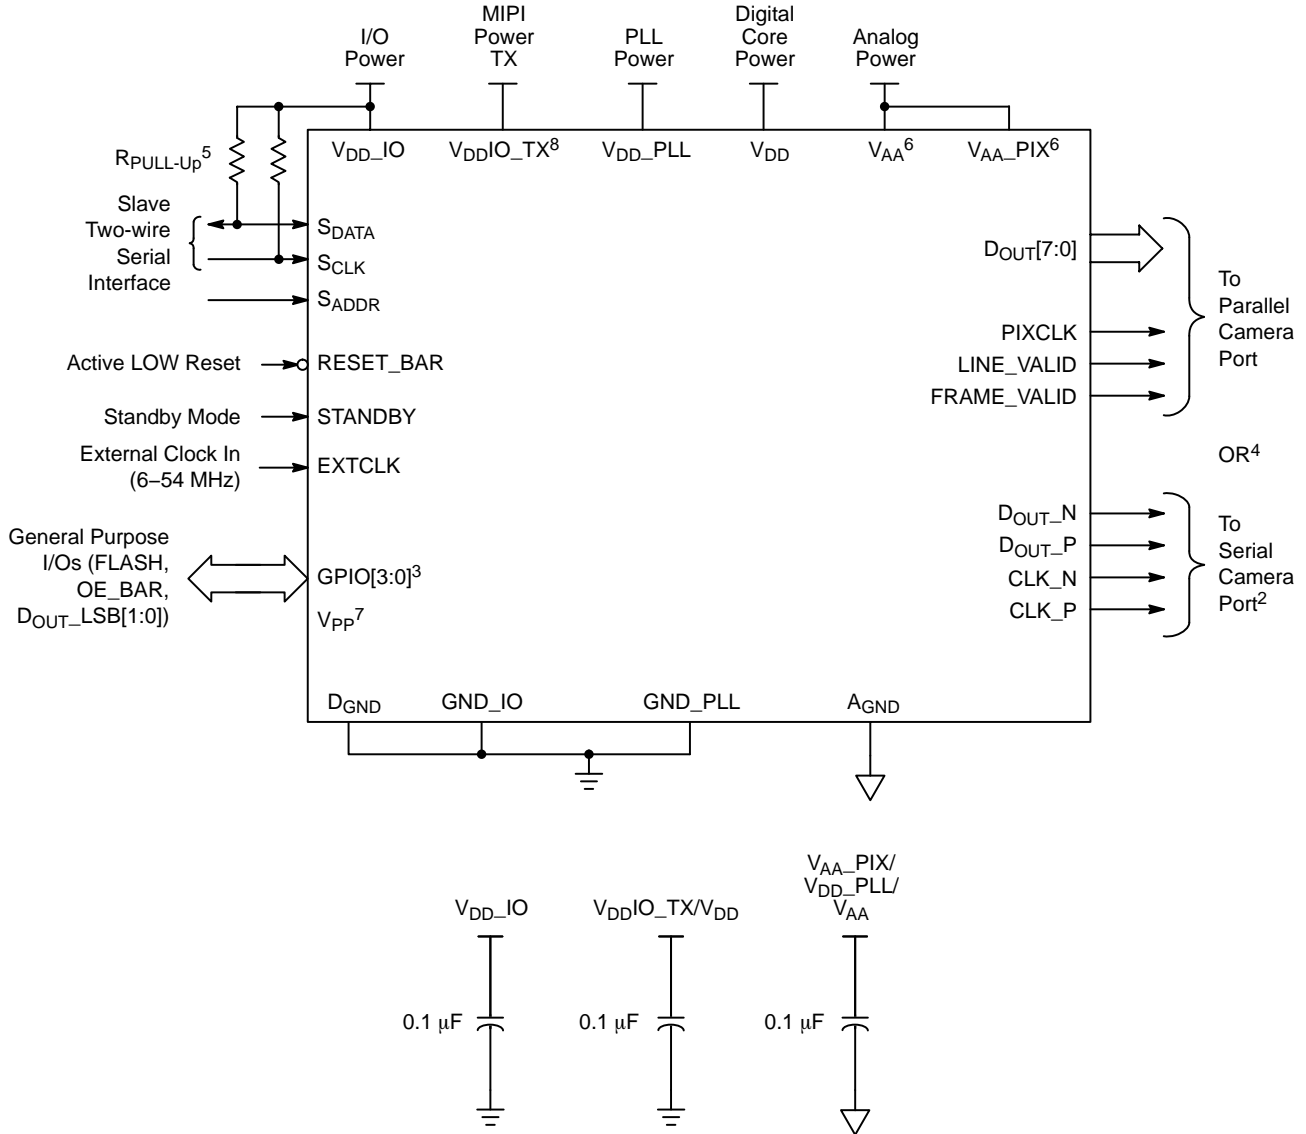 I/O
Power
MIPI
Power
TX
PLL
Power
Digital
Core
Power
Analog
Power
RPULL-Up5
VDD_IO
VDDIO_TX8
VDD_PLL
VDD
VAA6
VAA_PIX6
Slave
Two-wire
Serial
Interface
SDATA
SCLK
SADDR
Active LOW Reset
RESET_BAR
Standby Mode
STANDBY
External Clock In
(6–54 MHz)
EXTCLK
General Purpose
I/Os (FLASH,
OE_BAR,
DOUT_LSB[1:0])
GPIO[3:0]3
VPP7
DOUT[7:0]
PIXCLK
LINE_VALID
FRAME_VALID
To
Parallel
Camera
Port
OR4
DOUT_N
DOUT_P
CLK_N
CLK_P
To
Serial
Camera
Port2
DGND
GND_IO
GND_PLL
AGND
VDD_IO
0.1 μF
VDDIO_TX/VDD
0.1 μF
VAA_PIX/
VDD_PLL/
VAA
0.1 μF